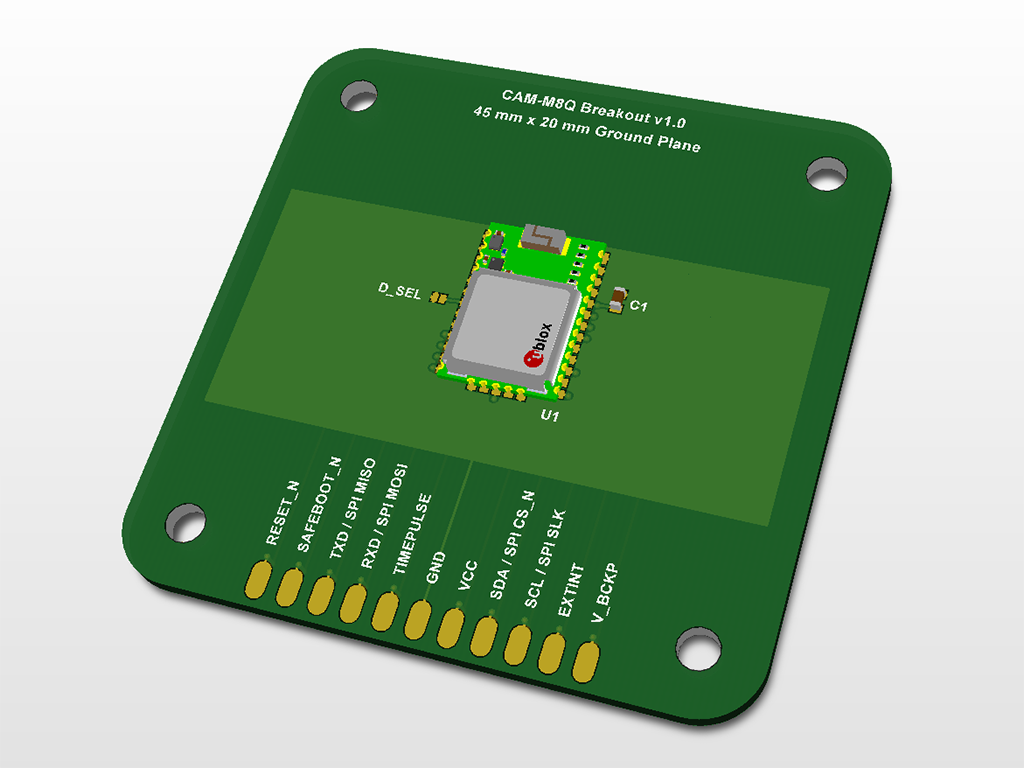 CAM-M8Q Breakout v1.0
45 mm x 20 mm Ground Plane
D_SEL
C1
ublox
U1
RESET_N
SAFEBOOT_N
TXD / SPI MISO
RXD / SPI MOSI
TIMEPULSE
GND
VCC
SDA / SPI CS_N
SCL / SPI SLK
EXTINT
V_BCKP